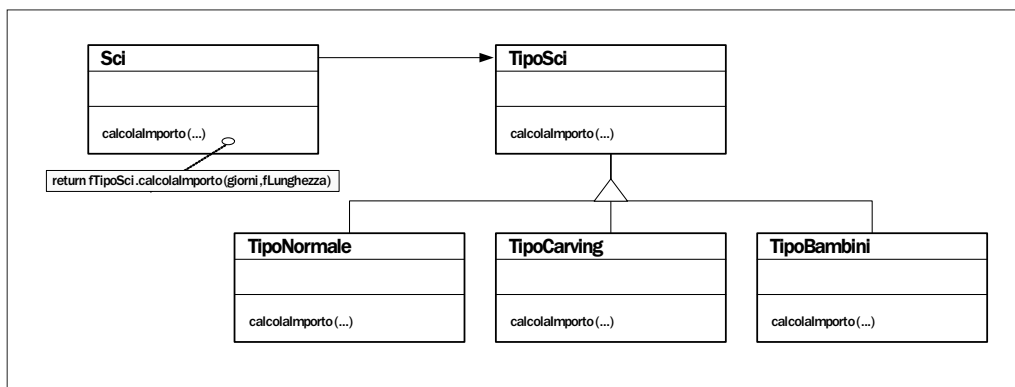 Sci
TipoSci
calcolaImporto(...)
calcolaImporto(...)
return fTipoSci.calcolaImporto(giorni,fLunghezza)
TipoNormale
TipoCarving
TipoBambini
calcolaImporto(...)
calcolaImporto(...)
calcolaImporto(...)